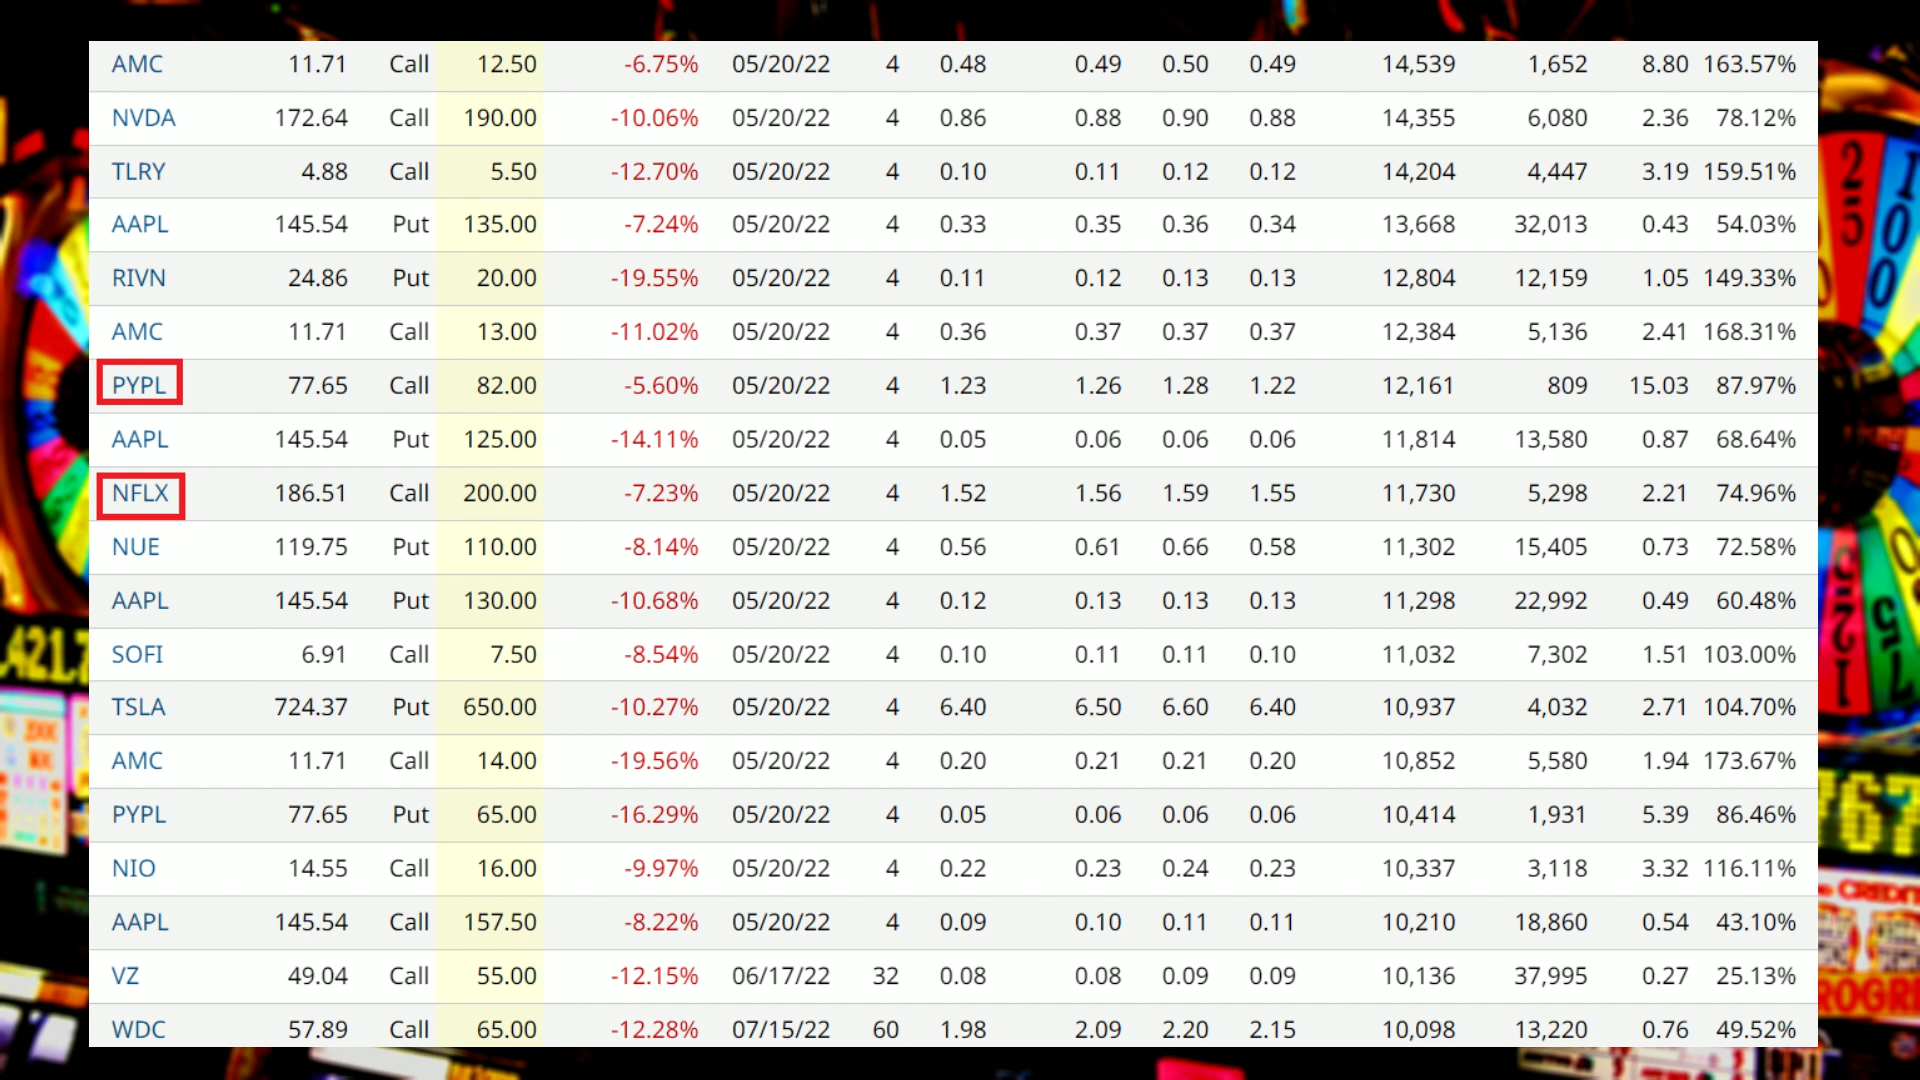 AMC 11.71 Call 12.50 -6.75% 05/20/22 4 0.48 0.49 0.50 0.49 14,539 1,652 8.80 163.57%
NVDA 172.64 Call 190.00 -10.06% 05/20/22 4 0.86 0.88 0.90 0.88 14,355 6,080 2.36 78.12%
TLRY 4.88 Call 5.50 -12.70% 05/20/22 4 0.10 0.11 0.12 0.12 14,204 4,447 3.19 159.51%
AAPL 145.54 Put 135.00 -7.24% 05/20/22 4 0.33 0.35 0.36 0.34 13,668 32,013 0.43 54.03%
RIVN 24.86 Put 20.00 -19.55% 05/20/22 4 0.11 0.12 0.13 0.13 12,804 12,159 1.05 149.33%
AMC 11.71 Call 13.00 -11.02% 05/20/22 4 0.36 0.37 0.37 0.37 12,384 5,136 2.41 168.31%
PYPL 77.65 Call 82.00 -5.60% 05/20/22 4 1.23 1.26 1.28 1.22 12,161 809 15.03 87.97%
AAPL 145.54 Put 125.00 -14.11% 05/20/22 4 0.05 0.06 0.06 0.06 11,814 13,580 0.87 68.64%
NFLX 186.51 Call 200.00 -7.23% 05/20/22 4 1.52 1.56 1.59 1.55 11,730 5,298 2.21 74.96%
NUE 119.75 Put 110.00 -8.14% 05/20/22 4 0.56 0.61 0.66 0.58 11,302 15,405 0.73 72.58%
AAPL 145.54 Put 130.00 -10.68% 05/20/22 4 0.12 0.13 0.13 0.13 11,298 22,992 0.49 60.48%
SOFI 6.91 Call 7.50 -8.54% 05/20/22 4 0.10 0.11 0.11 0.10 11,032 7,302 1.51 103.00%
TSLA 724.37 Put 650.00 -10.27% 05/20/22 4 6.40 6.50 6.60 6.40 10,937 4,032 2.71 104.70%
AMC 11.71 Call 14.00 -19.56% 05/20/22 4 0.20 0.21 0.21 0.20 10,852 5,580 1.94 173.67%
PYPL 77.65 Put 65.00 -16.29% 05/20/22 4 0.05 0.06 0.06 0.06 10,414 1,931 5.39 86.46%
NIO 14.55 Call 16.00 -9.97% 05/20/22 4 0.22 0.23 0.24 0.23 10,337 3,118 3.32 116.11%
AAPL 145.54 Call 157.50 -8.22% 05/20/22 4 0.09 0.10 0.11 0.11 10,210 18,860 0.54 43.10%
VZ 49.04 Call 55.00 -12.15% 06/17/22 32 0.08 0.08 0.09 0.09 10,136 37,995 0.27 25.13%
WDC 57.89 Call 65.00 -12.28% 07/15/22 60 1.98 2.09 2.20 2.15 10,098 13,220 0.76 49.52%